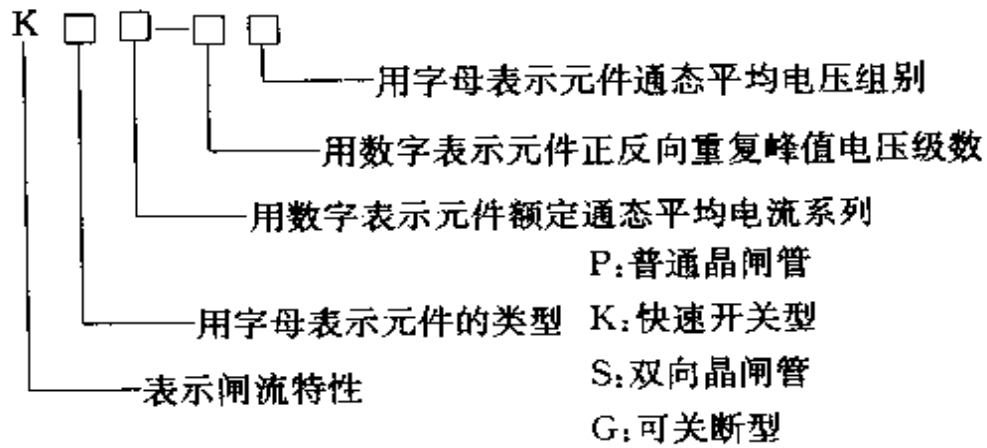 K □ □—□ □
用字母表示元件通态平均电压组别
用数字表示元件正反向重复峰值电压级数
用数字表示元件额定通态平均电流系列
P:普通晶闸管
用字母表示元件的类型 K:快速开关型
S:双向晶闸管
表示闸流特性
G:可关断型